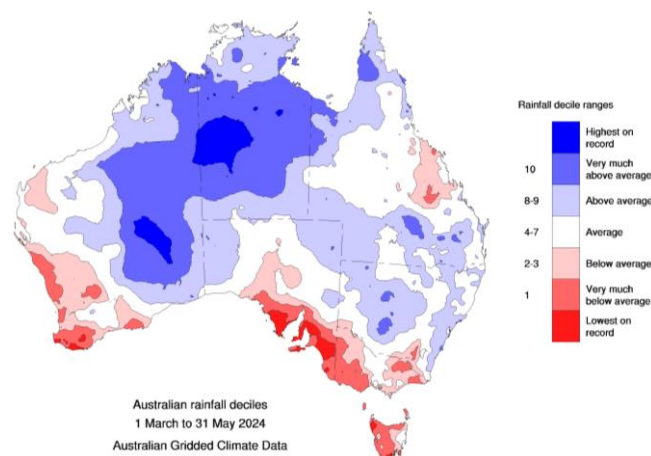 Rainfall decile ranges
Highest on
record
10
Very much
above average
8-9
Above average
4-7
Average
2-3
Below average
1
Very much
below average
Lowest on
record
Australian rainfall deciles
1 March to 31 May 2024
Australian Gridded Climate Data